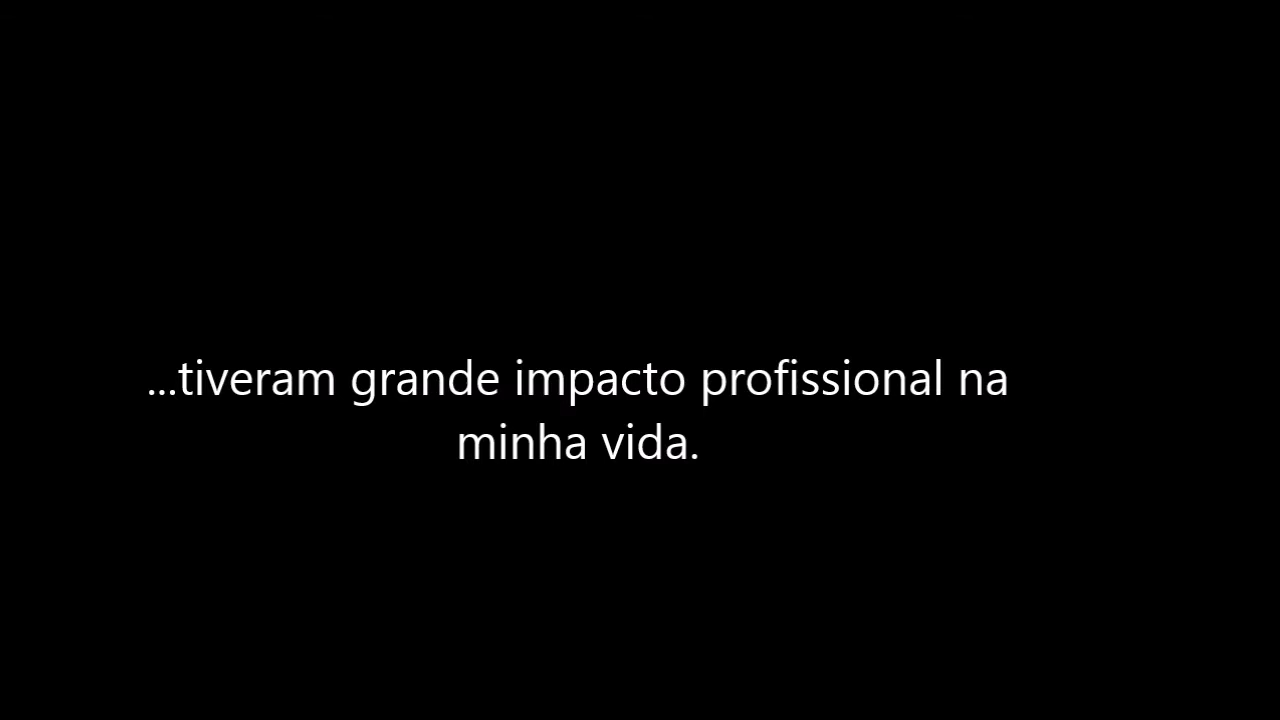 ...tiveram grande impacto profissional na
minha vida.